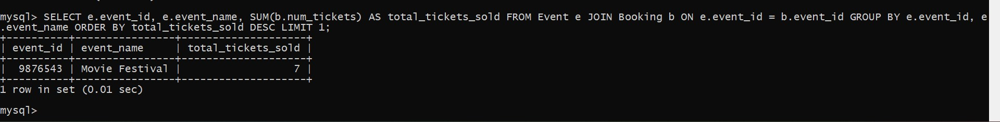 mysql> SELECT e.event_id, e.event_name, SUM(b.num_tickets) AS total_tickets_sold FROM Event e JOIN Booking b ON e.event_id = b.event_id GROUP BY e.event_id, e
.event_name ORDER BY total_tickets_sold DESC LIMIT 1;
+----------+----------------+--------------------+
| event_id | event_name     | total_tickets_sold |
+----------+----------------+--------------------+
|  9876543 | Movie Festival |                  7 |
+----------+----------------+--------------------+
1 row in set (0.01 sec)
mysql>